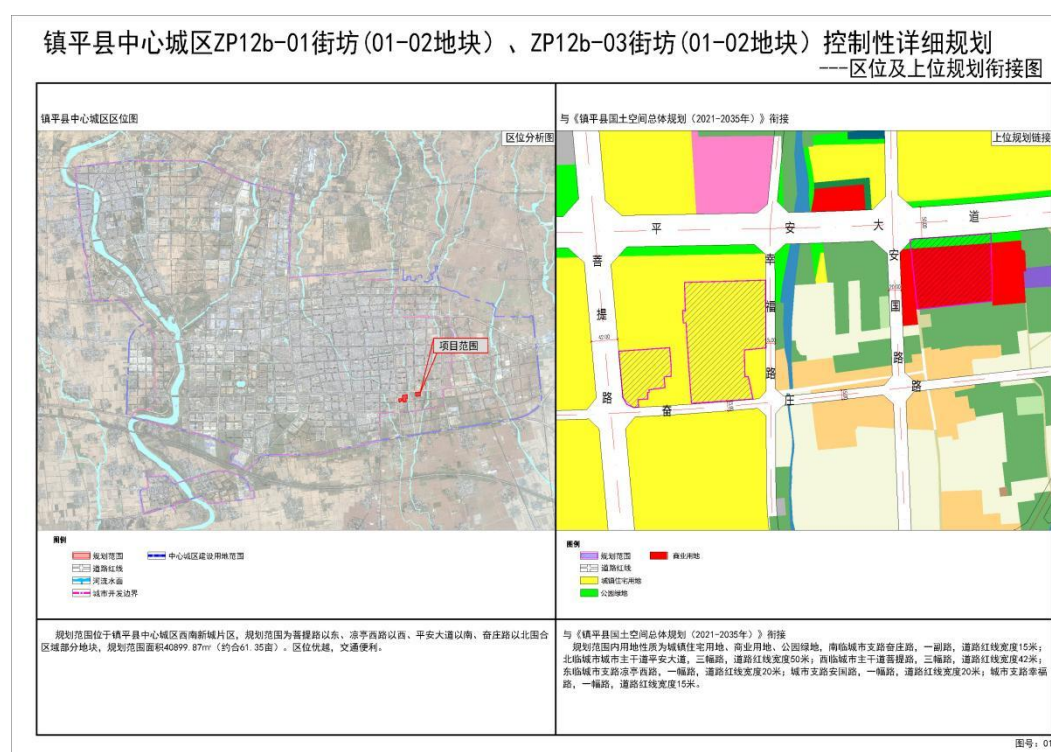 镇平县中心城区ZP12b-01街坊(01-02地块)、ZP12b-03街坊(01-02地块)控制性详细规划
---区位及上位规划衔接图
镇平县中心城区区位图
区位分析图
项目范围
图例
规划范围
中心城区建设用地范围
道路红线
河流水面
城市开发边界
规划范围位于镇平县中心城区西南新城片区，规划范围为菩提路以东、凉亭西路以西、平安大道以南、奋庄路以北围合
区域部分地块，规划范围面积40899.87㎡（约合61.35亩）。区位优越，交通便利。
与《镇平县国土空间总体规划（2021-2035年）》衔接
上位规划链接
平安大道
菩提路
幸福路
安国路
奋庄路
图例
规划范围
商业用地
道路红线
城镇住宅用地
公园绿地
与《镇平县国土空间总体规划（2021-2035年）》衔接
规划范围内用地性质为城镇住宅用地、商业用地、公园绿地，南临城市支路奋庄路，一副路，道路红线宽度15米；
北临城市城市主干道平安大道，三幅路，道路红线宽度50米；西临城市主干道菩提路，三幅路，道路红线宽度42米；
东临城市支路凉亭西路，一幅路，道路红线宽度20米；城市支路安国路，一幅路，道路红线宽度20米；城市支路幸福
路，一幅路，道路红线宽度15米。
图号：01